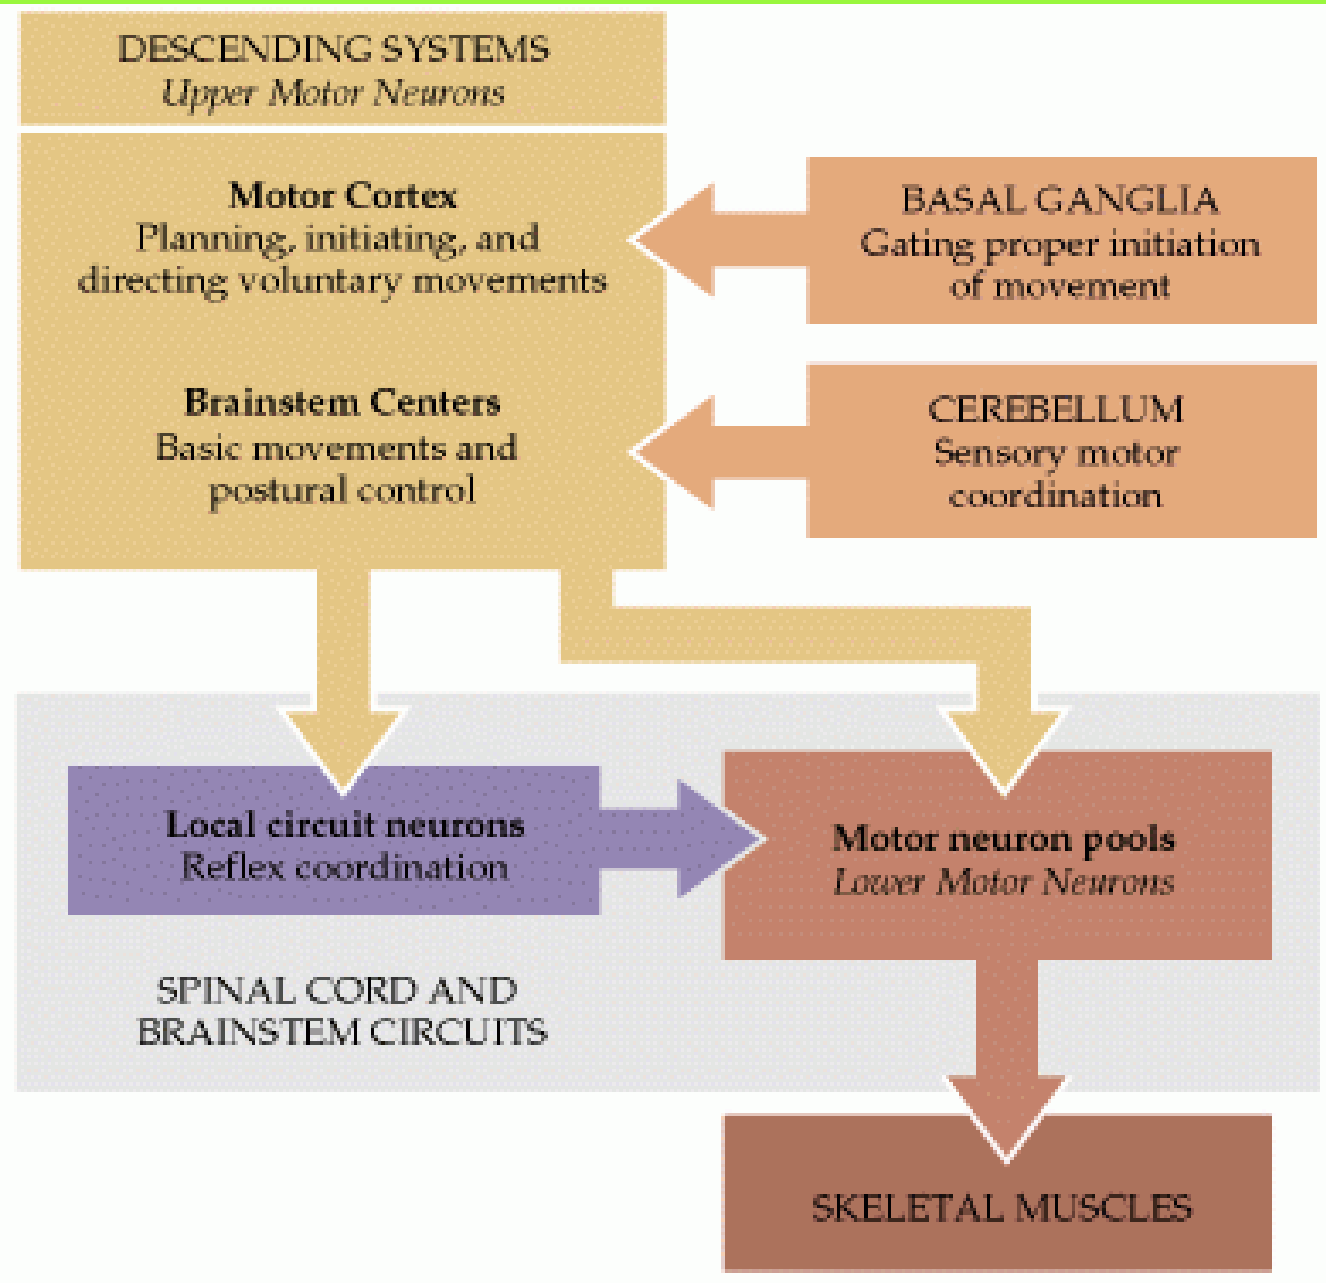 DESCENDING SYSTEMS
Upper Motor Neurons
Motor Cortex
Planning, initiating, and
directing voluntary movements
Brainstem Centers
Basic movements and
postural control
BASAL GANGLIA
Gating proper initiation
of movement
CEREBELLUM
Sensory motor
coordination
Local circuit neurons
Reflex coordination
Motor neuron pools
Lower Motor Neurons
SPINAL CORD AND
BRAINSTEM CIRCUITS
SKELETAL MUSCLES